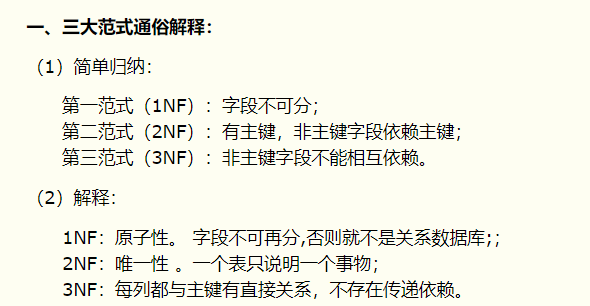 一、三大范式通俗解释：
（1）简单归纳：
第一范式（1NF）：字段不可分；
第二范式（2NF）：有主键，非主键字段依赖主键；
第三范式（3NF）：非主键字段不能相互依赖。
（2）解释：
1NF：原子性。 字段不可再分,否则就不是关系数据库;；
2NF：唯一性 。一个表只说明一个事物；
3NF：每列都与主键有直接关系，不存在传递依赖。